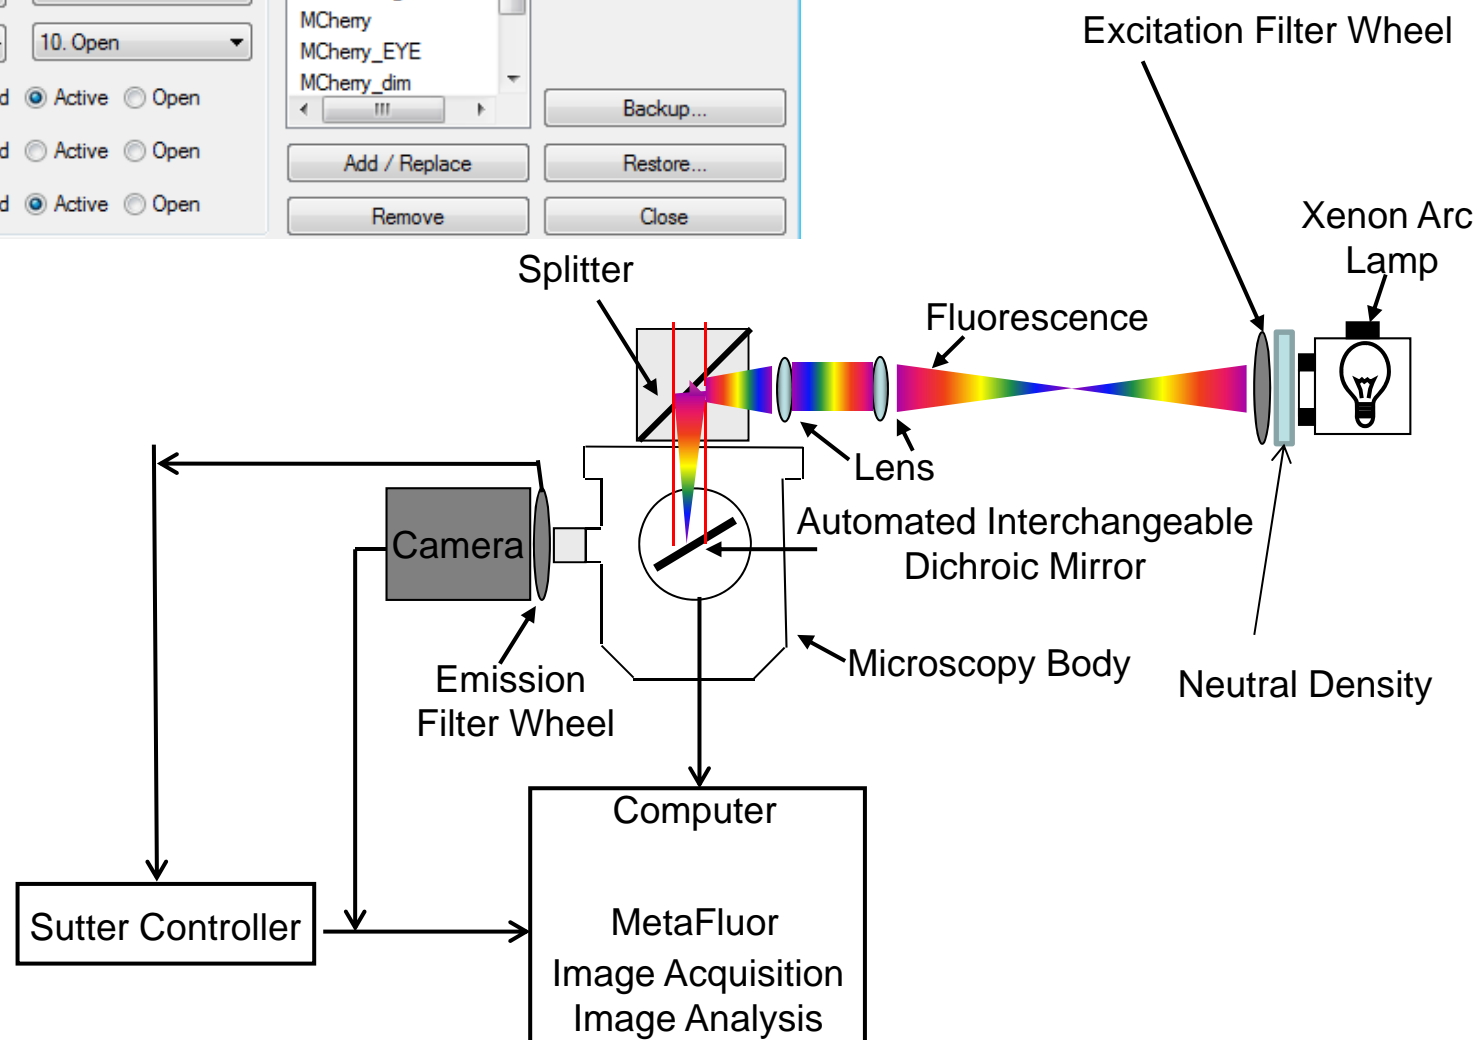 MCherry
10. Open
MCherry_EYE
MCherry_dim
d Active Open
Backup...
d Active Open
Add / Replace
Restore...
d Active Open
Remove
Close
Excitation Filter Wheel
Xenon Arc
Lamp
Splitter
Fluorescence
Lens
Camera
Automated Interchangeable
Dichroic Mirror
Emission
Filter Wheel
Microscopy Body
Neutral Density
Computer
Sutter Controller
MetaFluor
Image Acquisition
Image Analysis